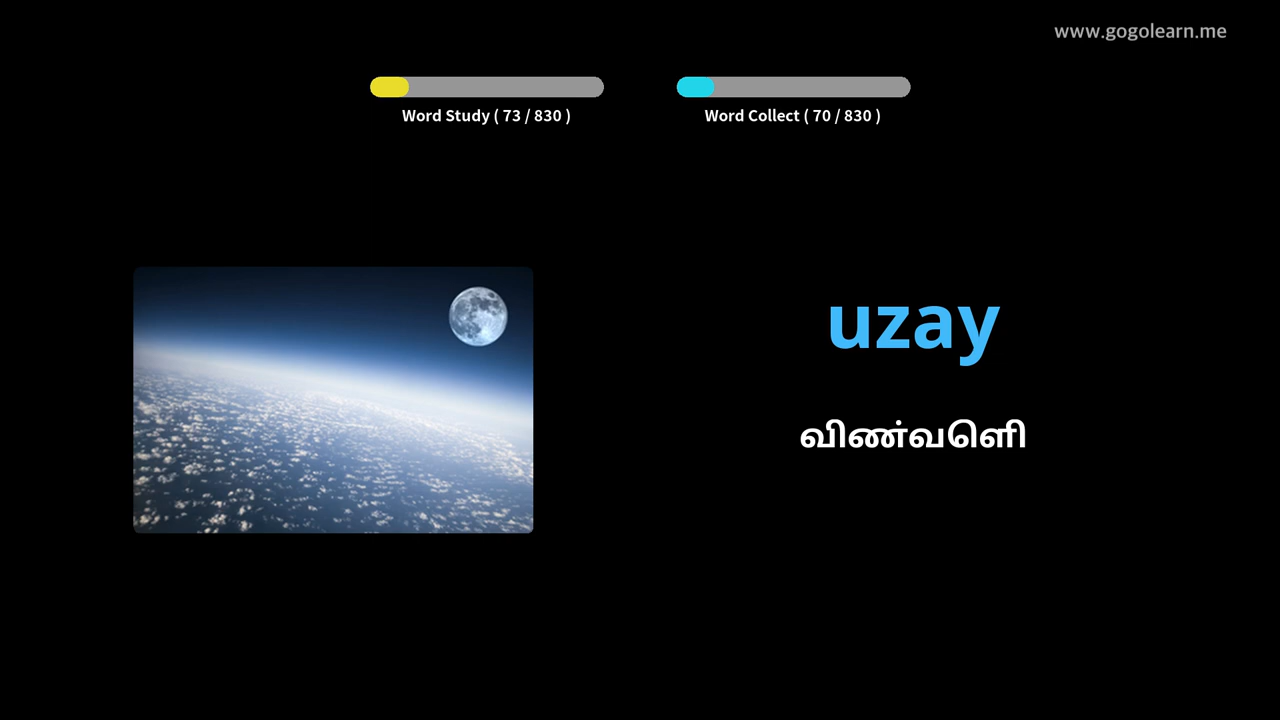 www.gogolearn.me
Word Study ( 73 / 830 )
Word Collect ( 70 / 830 )
uzay
விண்வெளி